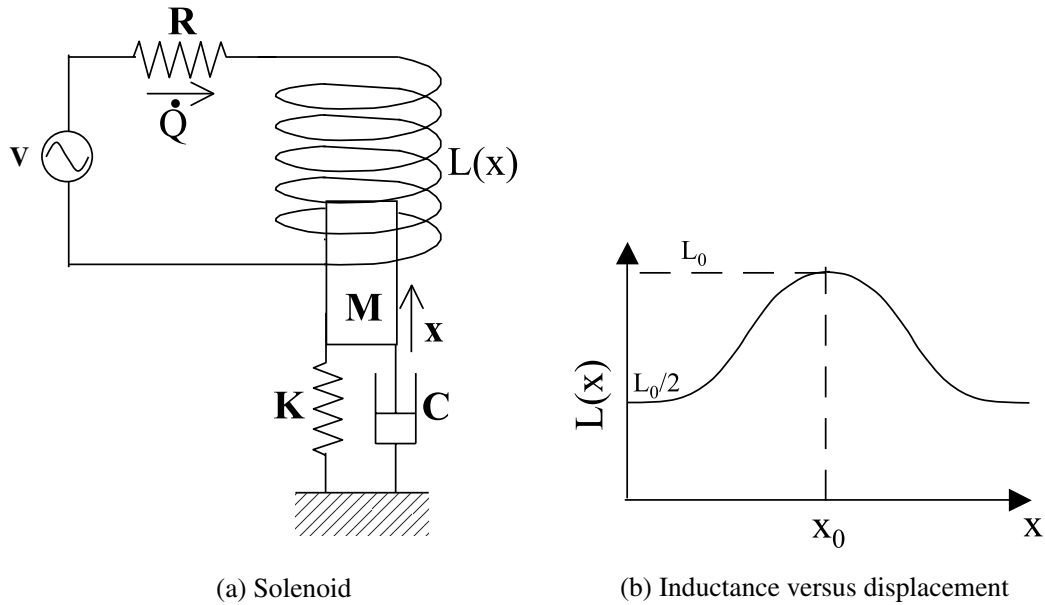 R
Q̇
v
L(x)
M
x
K
C
(a) Solenoid
L₀
L₀/2
L(x)
x₀
x
(b) Inductance versus displacement